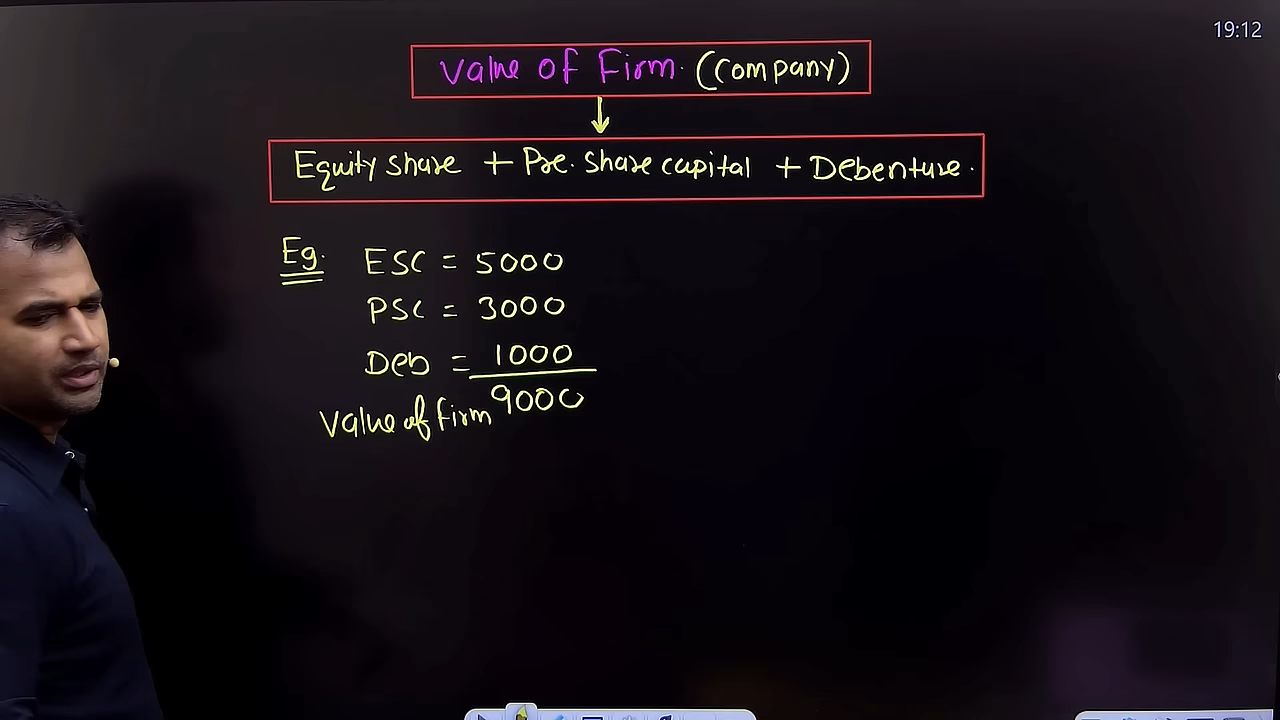 19:12
Value of Firm. (Company)
Equity share + Pre. Share capital + Debenture.
Eg. ESC = 5000
PSC = 3000
Deb = 1000
Value of Firm 9000